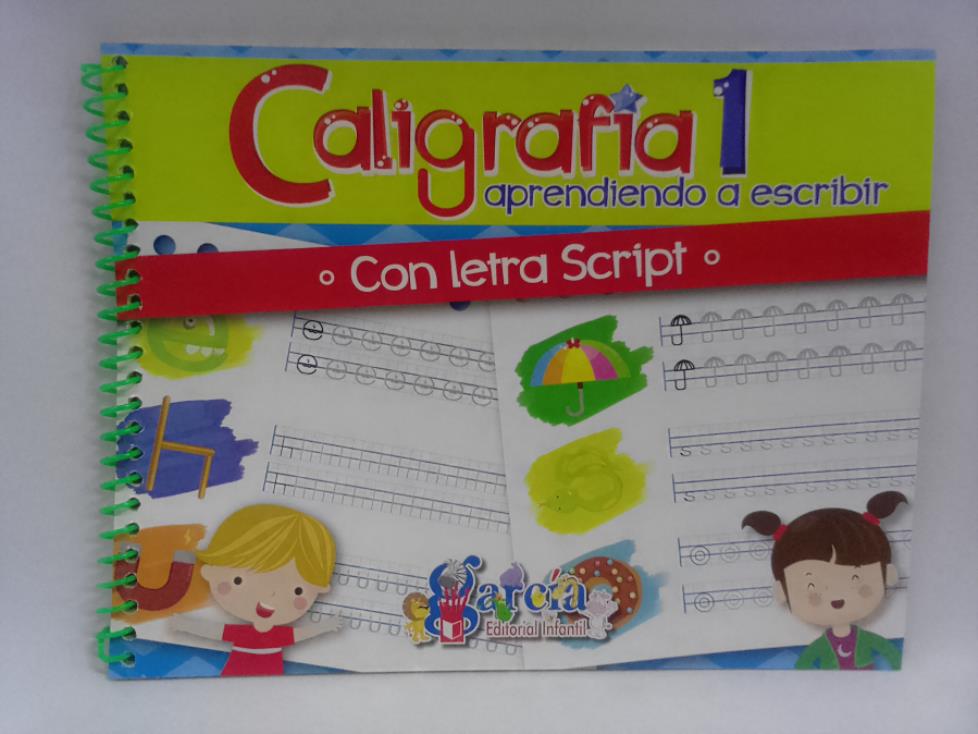 Caligrafía 1
aprendiendo a escribir
Con letra Script
García
Editorial Infantil